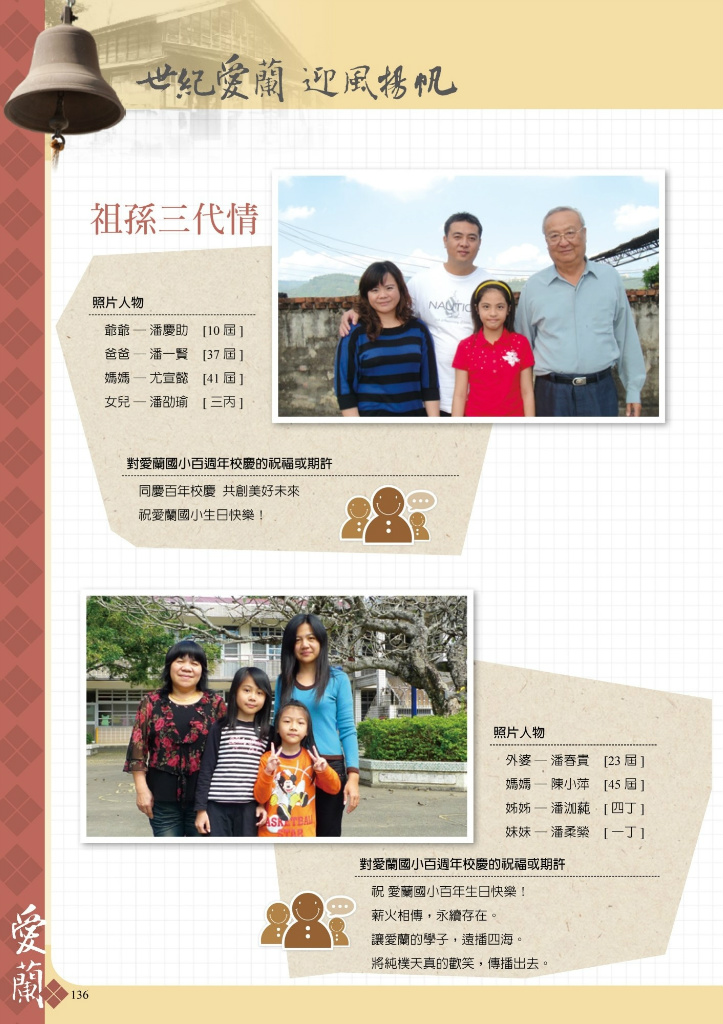 世紀愛蘭 迎風揚帆
祖孫三代情
照片人物
爺爺 — 潘慶助 [10 屆]
爸爸 — 潘一賢 [37 屆]
媽媽 — 尤宣懿 [41 屆]
女兒 — 潘劭瑜 [三丙]
對愛蘭國小百週年校慶的祝福或期許
同慶百年校慶 共創美好未來
祝愛蘭國小生日快樂！
NAUTIC
BASKETBALL
STAR
照片人物
外婆 — 潘春貴 [23 屆]
媽媽 — 陳小萍 [45 屆]
姊姊 — 潘洳蒓 [四丁]
妹妹 — 潘柔縈 [一丁]
對愛蘭國小百週年校慶的祝福或期許
祝 愛蘭國小百年生日快樂！
薪火相傳，永續存在。
讓愛蘭的學子，遠播四海。
將純樸天真的歡笑，傳播出去。
愛蘭
136